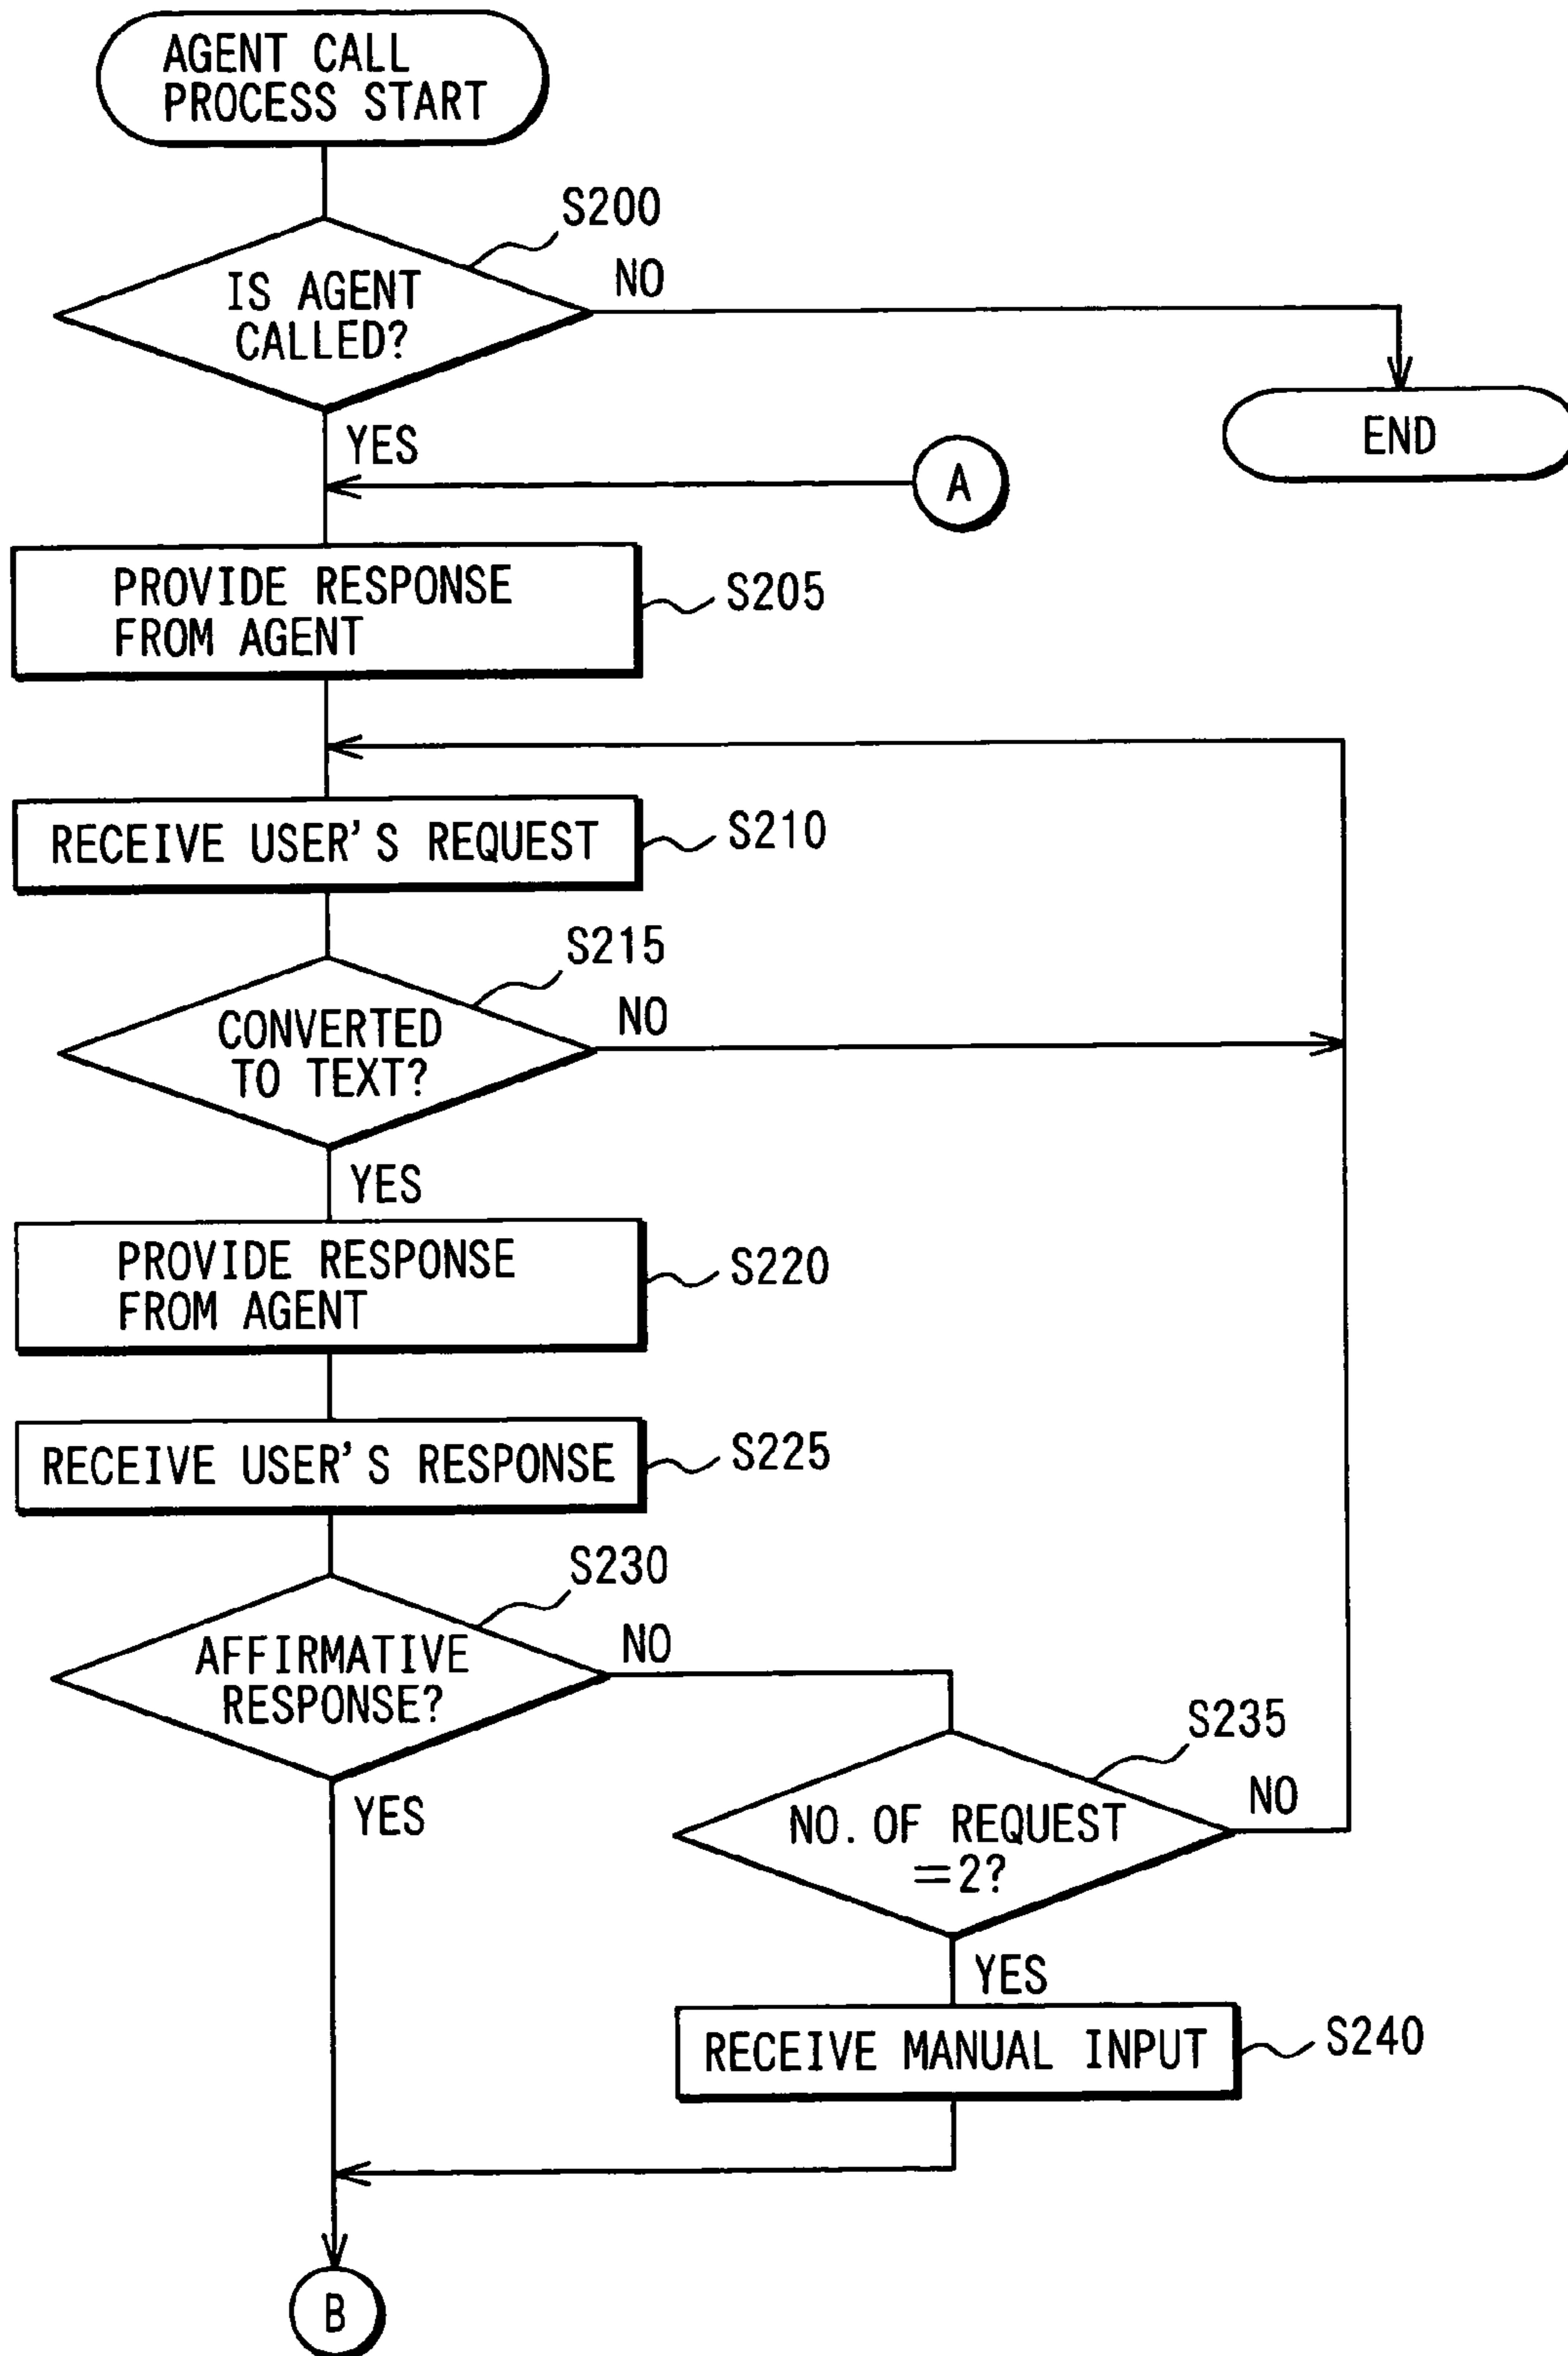 AGENT CALL
PROCESS START
S200
IS AGENT
CALLED?
NO
END
YES
A
PROVIDE RESPONSE
FROM AGENT
S205
RECEIVE USER'S REQUEST
S210
S215
CONVERTED
TO TEXT?
NO
YES
PROVIDE RESPONSE
FROM AGENT
S220
RECEIVE USER'S RESPONSE
S225
S230
AFFIRMATIVE
RESPONSE?
NO
YES
S235
NO. OF REQUEST
=2?
NO
YES
RECEIVE MANUAL INPUT
S240
B